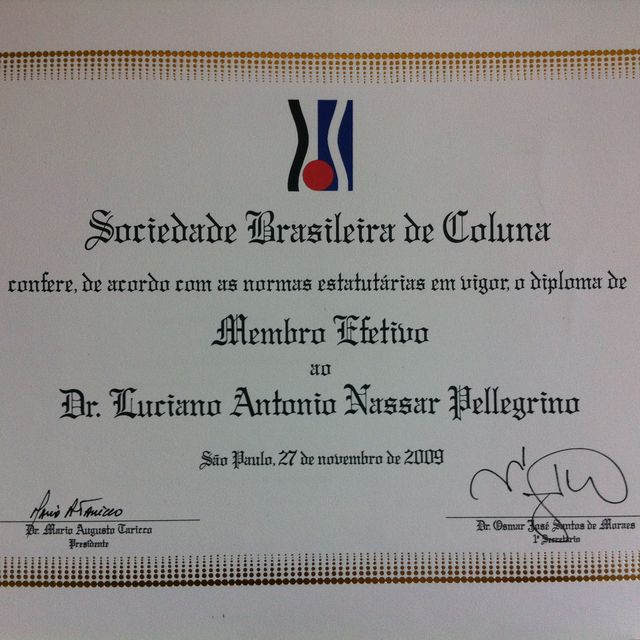 Sociedade Brasileira de Coluna
confere, de acordo com as normas estatutárias em vigor, o diploma de
Membro Efetivo
ao
Dr. Luciano Antonio Nassar Pellegrino
São Paulo, 27 de novembro de 2009
Mario A Taricco
Dr. Mario Augusto Taricco
Presidente
Dr. Osmar José Santos de Moraes
1º Secretário